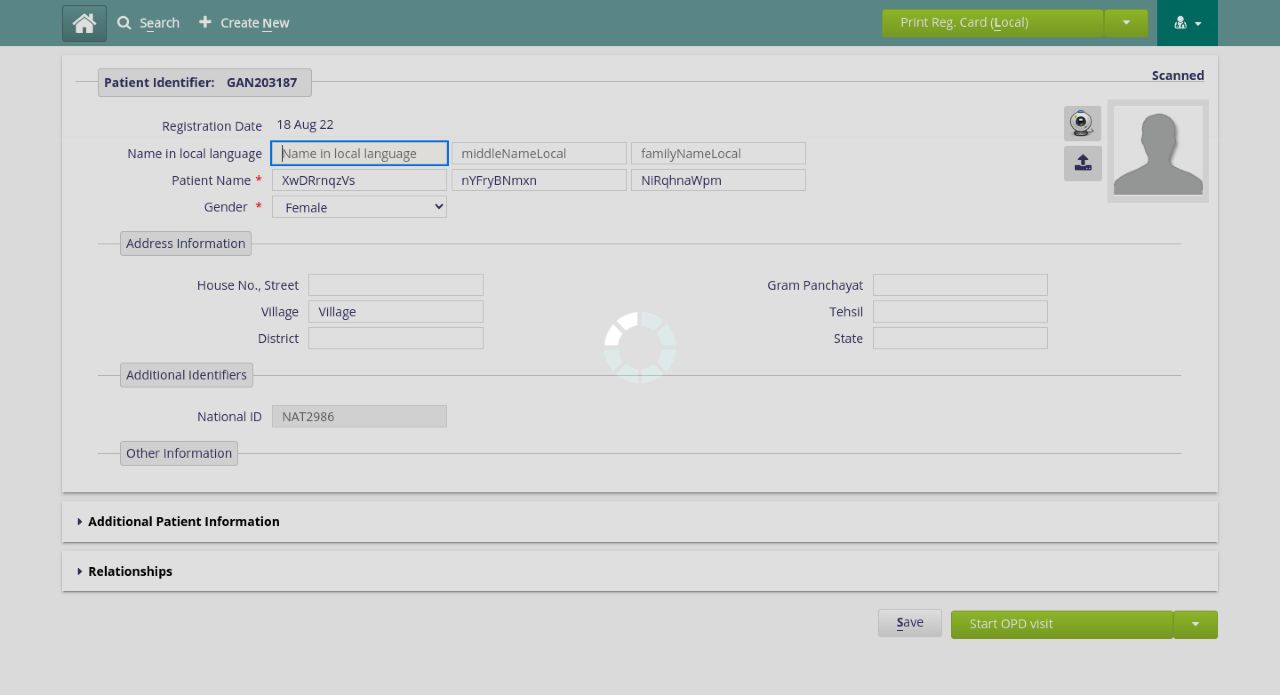 Search Create New Print Reg. Card (Local)
Patient Identifier: GAN203187
Scanned
Registration Date 18 Aug 22
Name in local language Name in local language middleNameLocal familyNameLocal
Patient Name * XwDRrnqzVs nYFryBNmxn NiRqhnaWpm
Gender * Female
Address Information
House No., Street Gram Panchayat
Village Village Tehsil
District State
Additional Identifiers
National ID NAT2986
Other Information
Additional Patient Information
Relationships
Save Start OPD visit